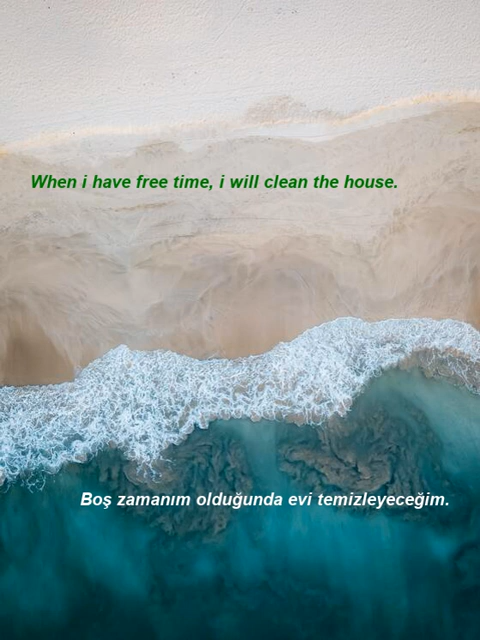 When i have free time, i will clean the house.
Boş zamanım olduğunda evi temizleyeceğim.